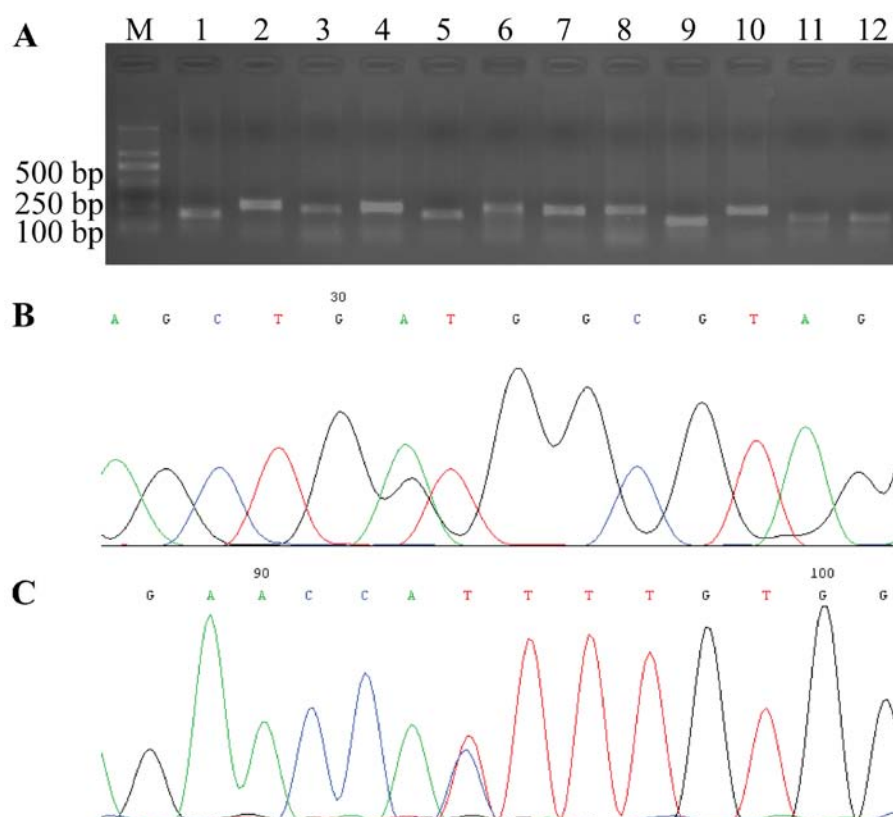 A M 1 2 3 4 5 6 7 8 9 10 11 12
500 bp
250 bp
100 bp
30
B A G C T G A T G G C G T A G
90 100
C G A A C C A T T T T G T G G